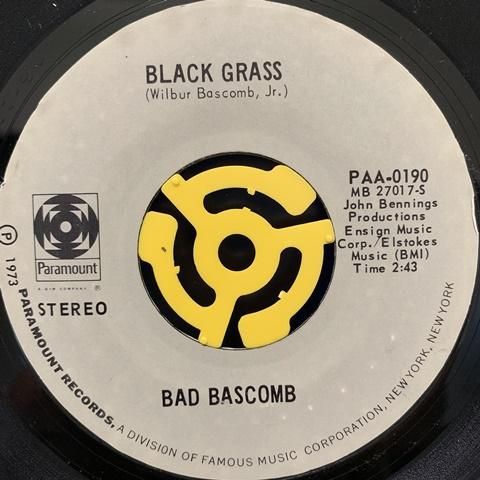 BLACK GRASS
(Wilbur Bascomb, Jr.)
PAA-0190
MB 27017-S
John Bennings
Productions
Ensign Music
Corp./Elstokes
Music (BMI)
Time 2:43
Paramount
A G+W COMPANY
®
STEREO
BAD BASCOMB
Ⓟ 1973 PARAMOUNT RECORDS, A DIVISION OF FAMOUS MUSIC CORPORATION, NEW YORK, NEW YORK